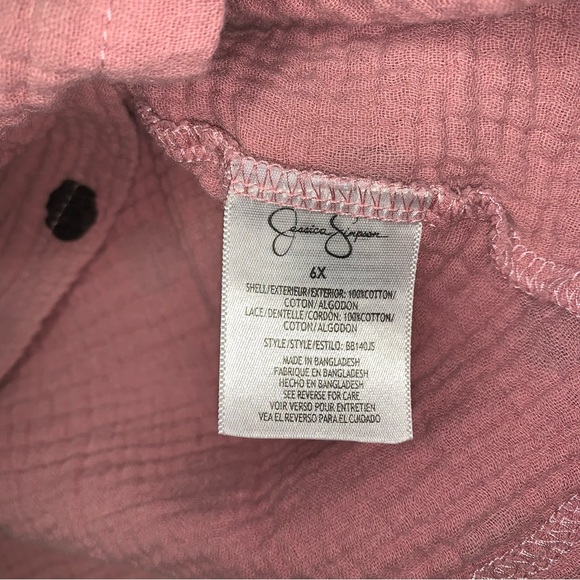 Jessica Simpson
6X
SHELL/EXTERIEUR/EXTERIOR: 100%COTTON/
COTON/ALGODON
LACE/DENTELLE/CORDÓN: 100%COTTON/
COTON/ALGODON
STYLE/STYLE/ESTILO: BB140J5
MADE IN BANGLADESH
FABRIQUE EN BANGLADESH
HECHO EN BANGLADESH
SEE REVERSE FOR CARE
VOIR VERSO POUR ENTRETIEN
VEA EL REVERSO PARA EL CUIDADO